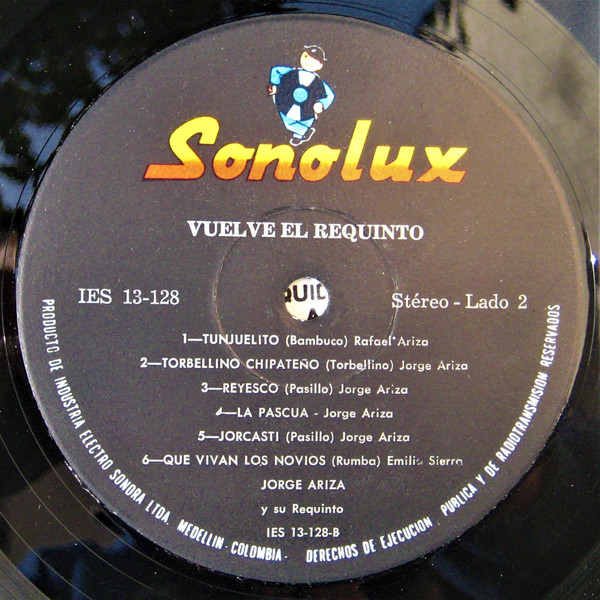 Sonolux
VUELVE EL REQUINTO
IES 13-128
QUID
A
Stéreo - Lado 2
1—TUNJUELITO (Bambuco) Rafael Ariza
2—TORBELLINO CHIPATEÑO (Torbellino) Jorge Ariza
3—REYESCO (Pasillo) Jorge Ariza
4—LA PASCUA - Jorge Ariza
5—JORCASTI (Pasillo) Jorge Ariza
6—QUE VIVAN LOS NOVIOS (Rumba) Emilio Sierra
JORGE ARIZA
y su Requinto
IES 13-128-B
PRODUCTO DE INDUSTRIA ELECTRO SONORA LTDA. MEDELLIN - COLOMBIA - DERECHOS DE EJECUCION, PUBLICA Y DE RADIOTRANSMISION RESERVADOS